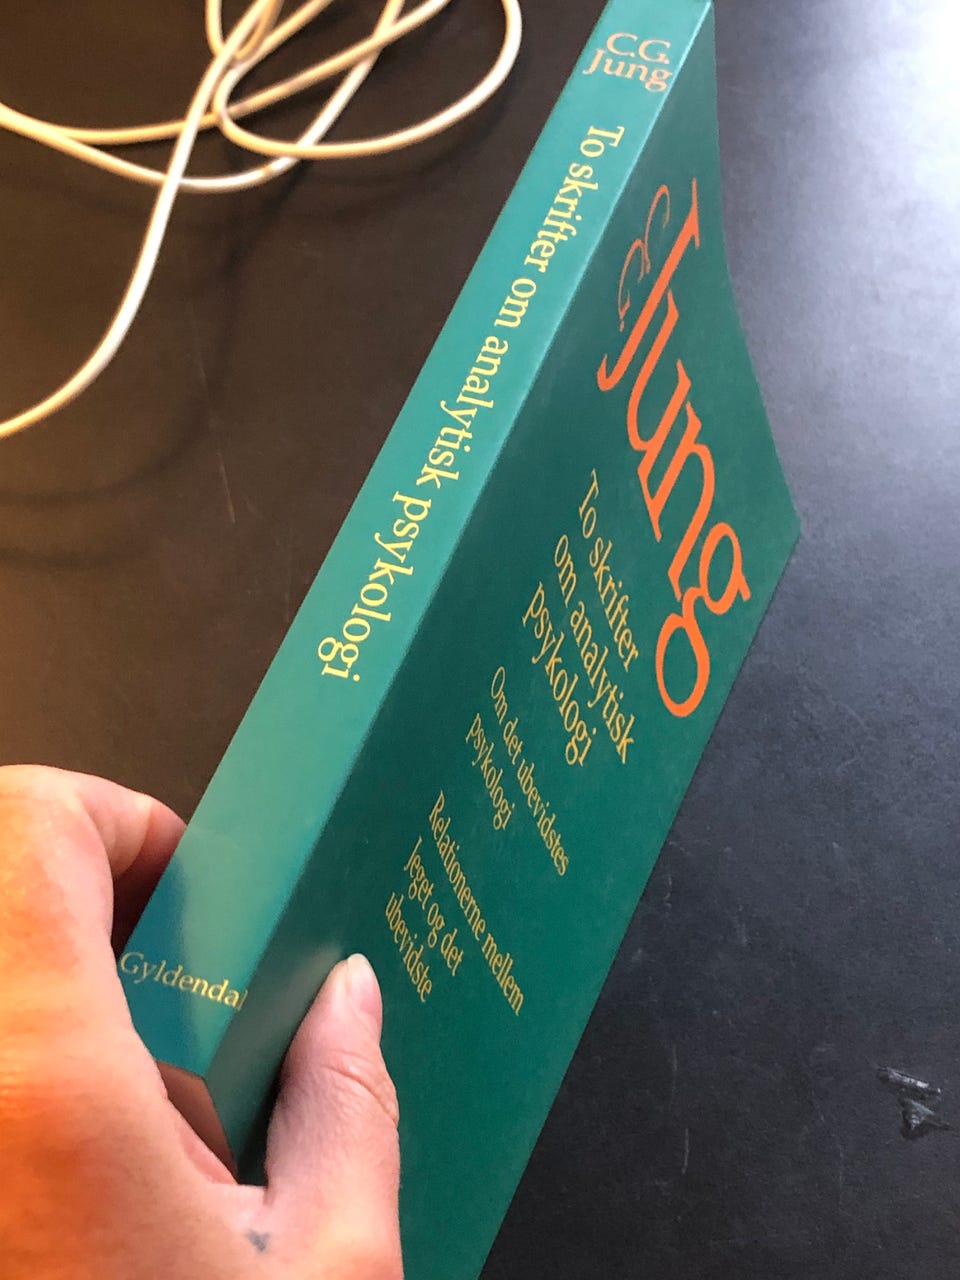 C.G.
Jung
To skrifter om analytisk psykologi
Gyldendal
C.G.
Jung
To skrifter
om analytisk
psykologi
Om det ubevidstes
psykologi
Relationerne mellem
Jeget og det
ubevidste